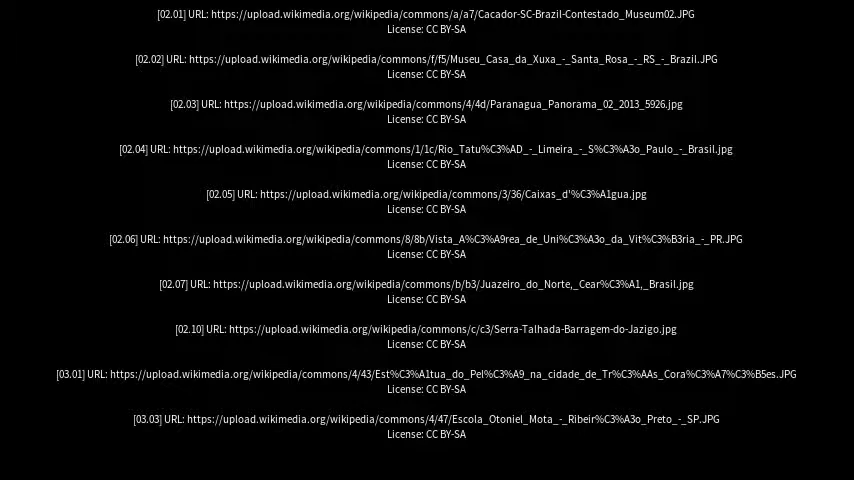 [02.01] URL: https://upload.wikimedia.org/wikipedia/commons/a/a7/Cacador-SC-Brazil-Contestado_Museum02.JPG
License: CC BY-SA
[02.02] URL: https://upload.wikimedia.org/wikipedia/commons/f/f5/Museu_Casa_da_Xuxa_-_Santa_Rosa_-_RS_-_Brazil.JPG
License: CC BY-SA
[02.03] URL: https://upload.wikimedia.org/wikipedia/commons/4/4d/Paranagua_Panorama_02_2013_5926.jpg
License: CC BY-SA
[02.04] URL: https://upload.wikimedia.org/wikipedia/commons/1/1c/Rio_Tatu%C3%AD_-_Limeira_-_S%C3%A3o_Paulo_-_Brasil.jpg
License: CC BY-SA
[02.05] URL: https://upload.wikimedia.org/wikipedia/commons/3/36/Caixas_d'%C3%A1gua.jpg
License: CC BY-SA
[02.06] URL: https://upload.wikimedia.org/wikipedia/commons/8/8b/Vista_A%C3%A9rea_de_Uni%C3%A3o_da_Vit%C3%B3ria_-_PR.JPG
License: CC BY-SA
[02.07] URL: https://upload.wikimedia.org/wikipedia/commons/b/b3/Juazeiro_do_Norte,_Cear%C3%A1,_Brasil.jpg
License: CC BY-SA
[02.10] URL: https://upload.wikimedia.org/wikipedia/commons/c/c3/Serra-Talhada-Barragem-do-Jazigo.jpg
License: CC BY-SA
[03.01] URL: https://upload.wikimedia.org/wikipedia/commons/4/43/Est%C3%A1tua_do_Pel%C3%A9_na_cidade_de_Tr%C3%AAs_Cora%C3%A7%C3%B5es.JPG
License: CC BY-SA
[03.03] URL: https://upload.wikimedia.org/wikipedia/commons/4/47/Escola_Otoniel_Mota_-_Ribeir%C3%A3o_Preto_-_SP.JPG
License: CC BY-SA